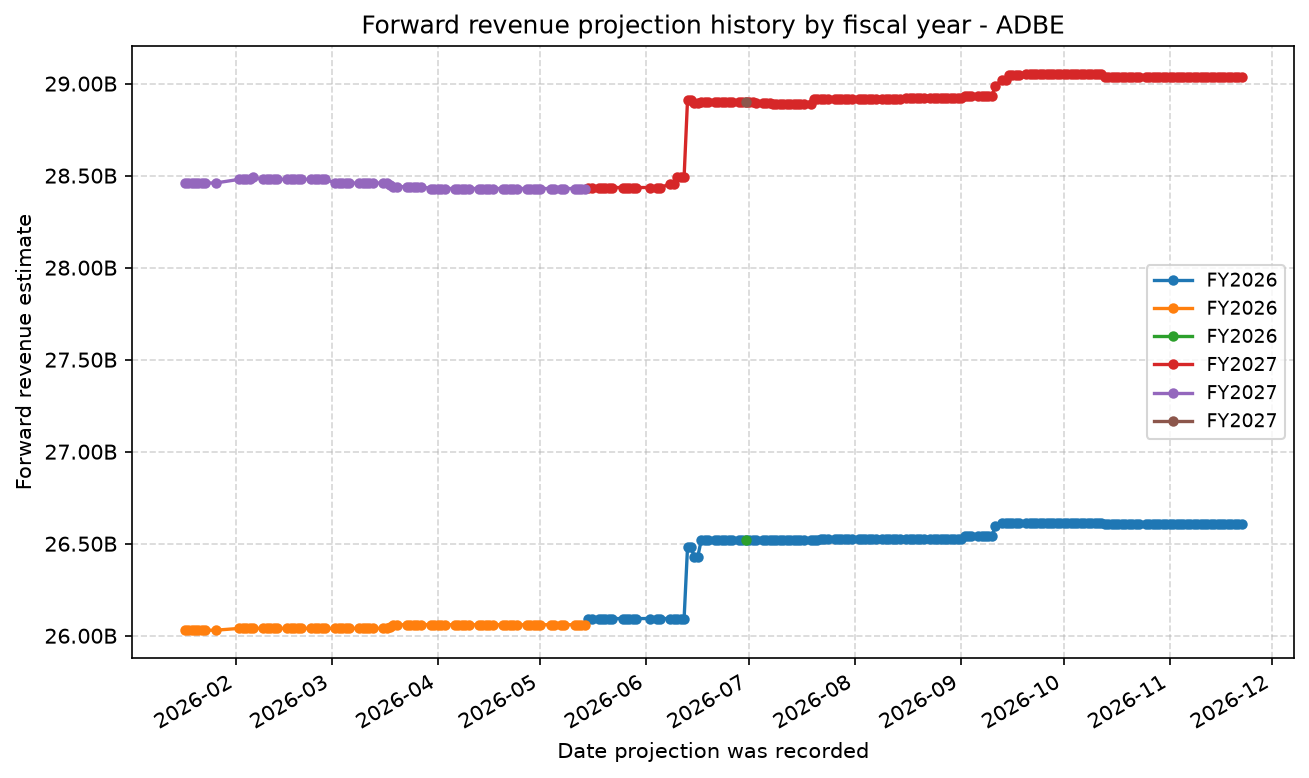 Forward revenue projection history by fiscal year - ADBE
Forward revenue estimate
29.00B
28.50B
28.00B
27.50B
27.00B
26.50B
26.00B
FY2026
FY2026
FY2026
FY2027
FY2027
FY2027
2026-02
2026-03
2026-04
2026-05
2026-06
2026-07
2026-08
2026-09
2026-10
2026-11
2026-12
Date projection was recorded